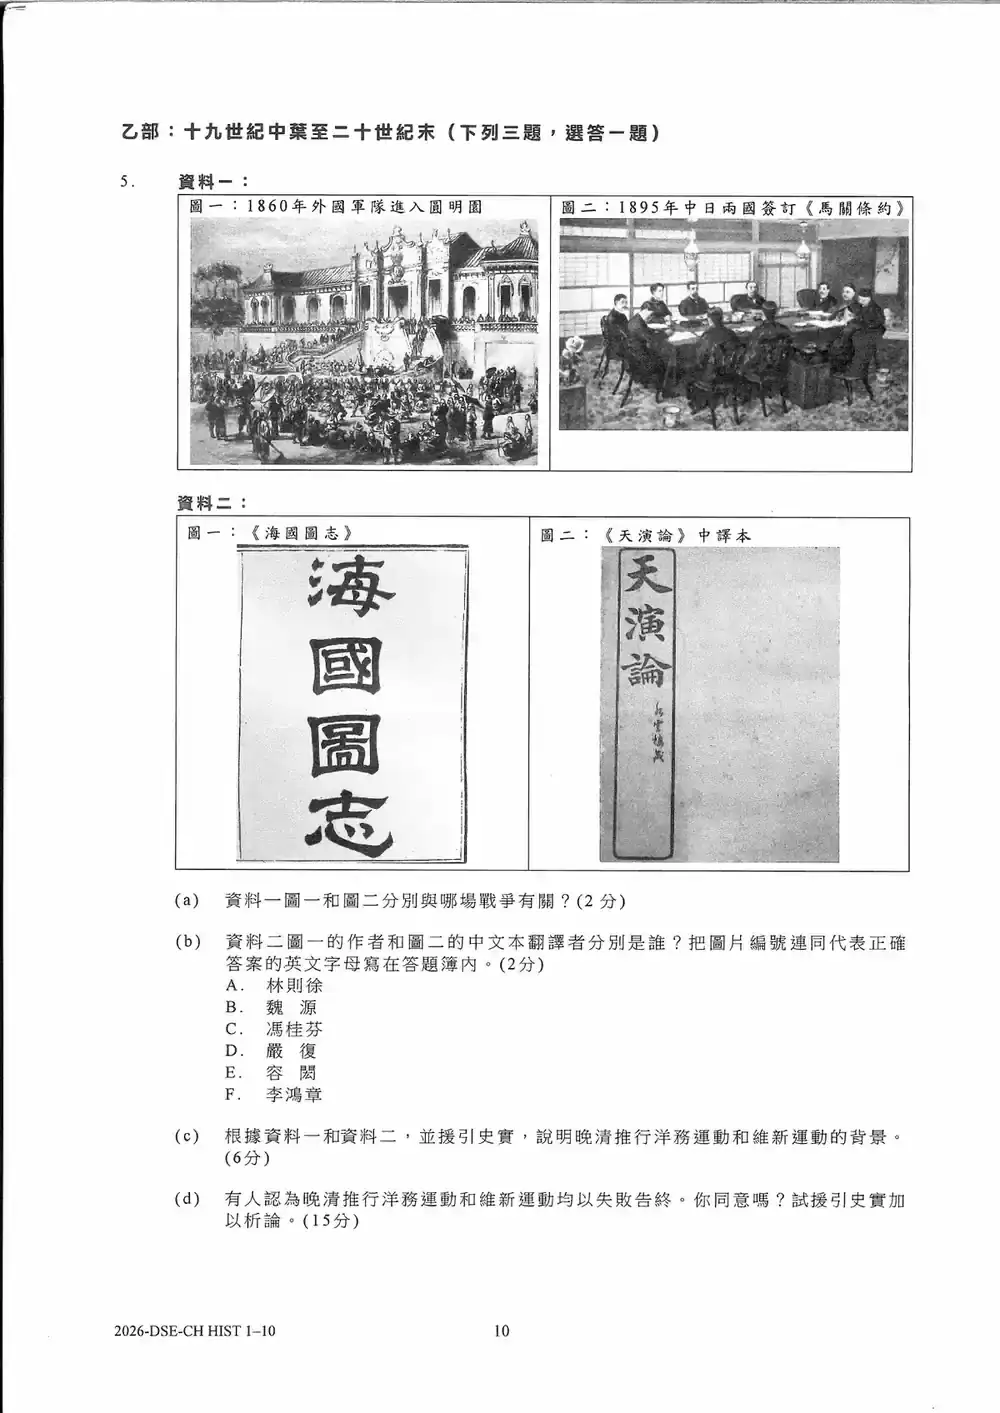 乙部：十九世紀中葉至二十世紀末（下列三題，選答一題）
5. 資料一：
圖一：1860年外國軍隊進入圓明園
圖二：1895年中日兩國簽訂《馬關條約》
資料二：
圖一：《海國圖志》
海
國
圖
志
圖二：《天演論》中譯本
天
演
論
(a) 資料一圖一和圖二分別與哪場戰爭有關？(2 分)
(b) 資料二圖一的作者和圖二的中文本翻譯者分別是誰？把圖片編號連同代表正確
答案的英文字母寫在答題簿內。(2分)
A. 林則徐
B. 魏 源
C. 馮桂芬
D. 嚴 復
E. 容 閎
F. 李鴻章
(c) 根據資料一和資料二，並援引史實，說明晚清推行洋務運動和維新運動的背景。
(6分)
(d) 有人認為晚清推行洋務運動和維新運動均以失敗告終。你同意嗎？試援引史實加
以析論。(15分)
2026-DSE-CH HIST 1–10
10